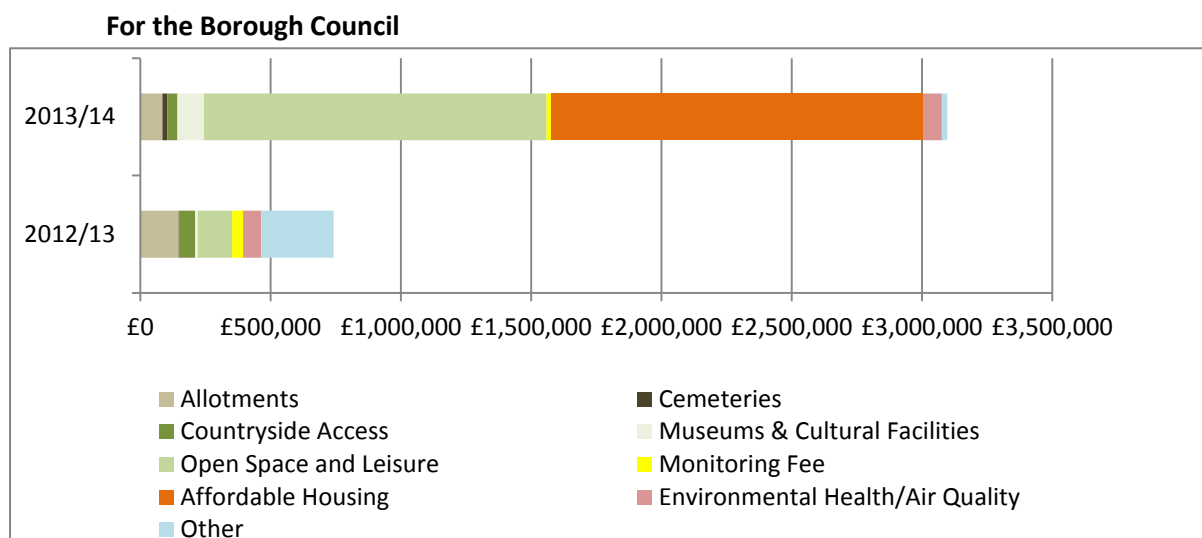 For the Borough Council
2013/14
2012/13
£0 £500,000 £1,000,000 £1,500,000 £2,000,000 £2,500,000 £3,000,000 £3,500,000
Allotments Cemeteries
Countryside Access Museums & Cultural Facilities
Open Space and Leisure Monitoring Fee
Affordable Housing Environmental Health/Air Quality
Other